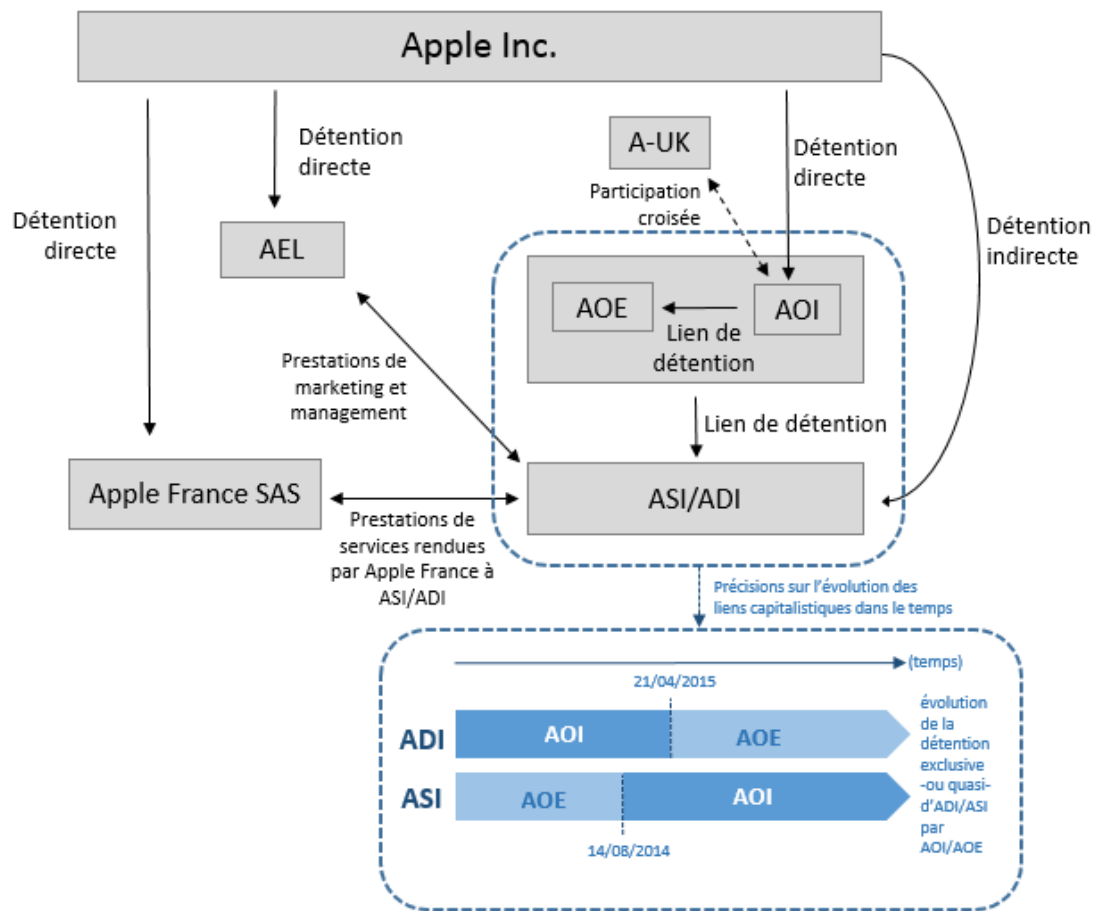 Apple Inc.
Détention
directe
Détention
directe
A-UK
Participation
croisée
Détention
directe
Détention
indirecte
AEL
AOE
AOI
Lien de
détention
Prestations de
marketing et
management
Lien de détention
Apple France SAS
ASI/ADI
Prestations de
services rendues
par Apple France à
ASI/ADI
Précisions sur l'évolution des
liens capitalistiques dans le temps
(temps)
21/04/2015
ADI
AOI
AOE
ASI
AOE
AOI
14/08/2014
évolution
de la
détention
exclusive
-ou quasi-
d'ADI/ASI
par
AOI/AOE